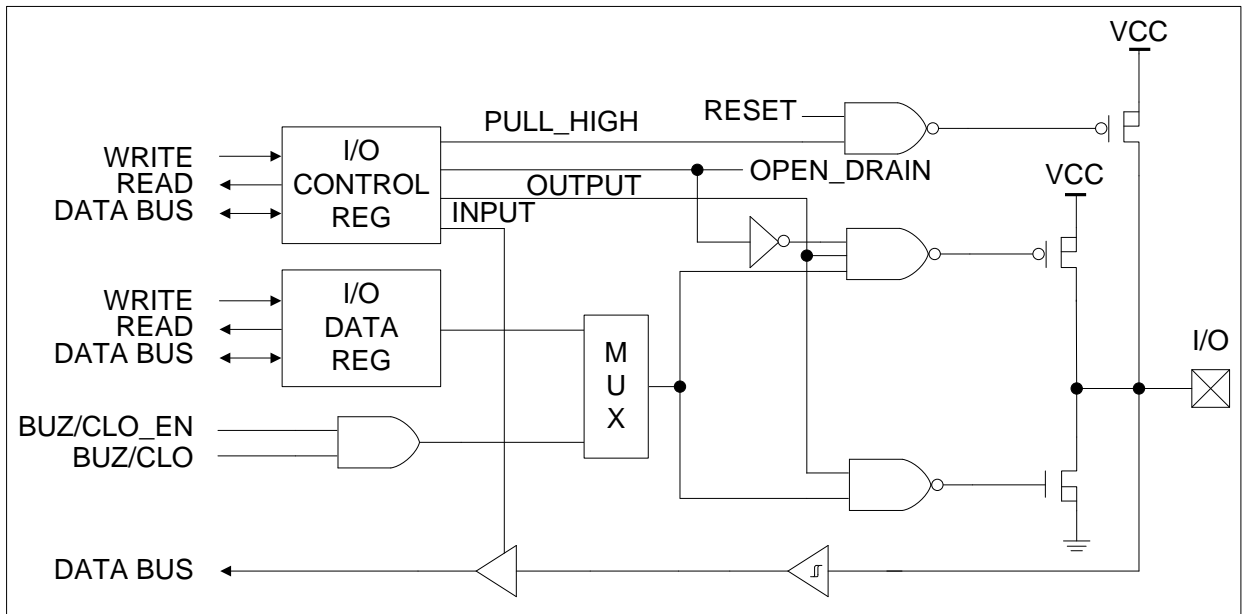 VCC
RESET
PULL_HIGH
I/O
CONTROL
REG
WRITE
READ
DATA BUS
OPEN_DRAIN
OUTPUT
INPUT
VCC
I/O
DATA
REG
WRITE
READ
DATA BUS
M
U
X
I/O
BUZ/CLO_EN
BUZ/CLO
DATA BUS